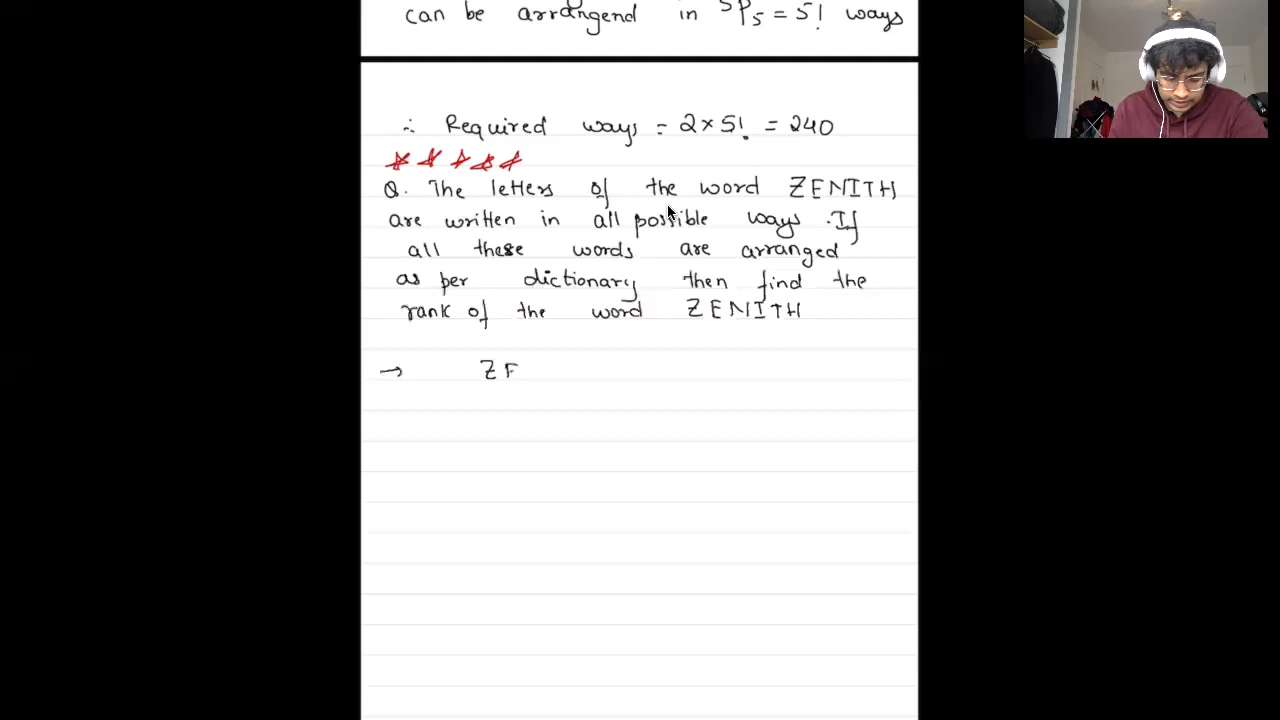 can be arrangend in ⁵P₅ = 5! ways
∴ Required ways = 2 × 5! = 240
Q. The letters of the word ZENITH
are written in all possible ways . If
all these words are arranged
as per dictionary then find the
rank of the word ZENITH
→ ZF